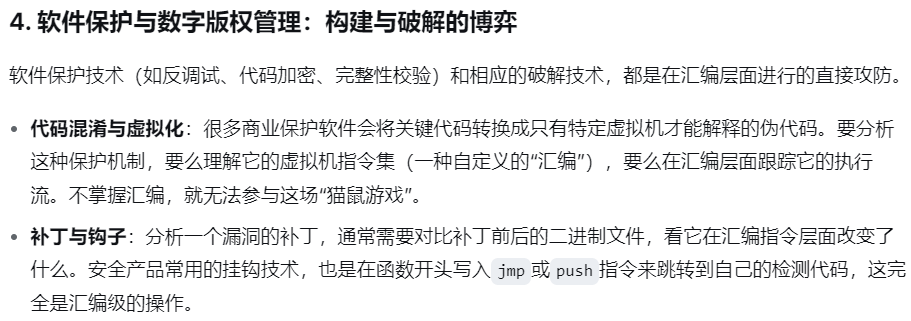 4. 软件保护与数字版权管理：构建与破解的博弈
软件保护技术（如反调试、代码加密、完整性校验）和相应的破解技术，都是在汇编层面进行的直接攻防。
• 代码混淆与虚拟化：很多商业保护软件会将关键代码转换成只有特定虚拟机才能解释的伪代码。要分析
这种保护机制，要么理解它的虚拟机指令集（一种自定义的“汇编”），要么在汇编层面跟踪它的执行
流。不掌握汇编，就无法参与这场“猫鼠游戏”。
• 补丁与钩子：分析一个漏洞的补丁，通常需要对比补丁前后的二进制文件，看它在汇编指令层面改变了
什么。安全产品常用的挂钩技术，也是在函数开头写入 jmp 或 push 指令来跳转到自己的检测代码，这完
全是汇编级的操作。